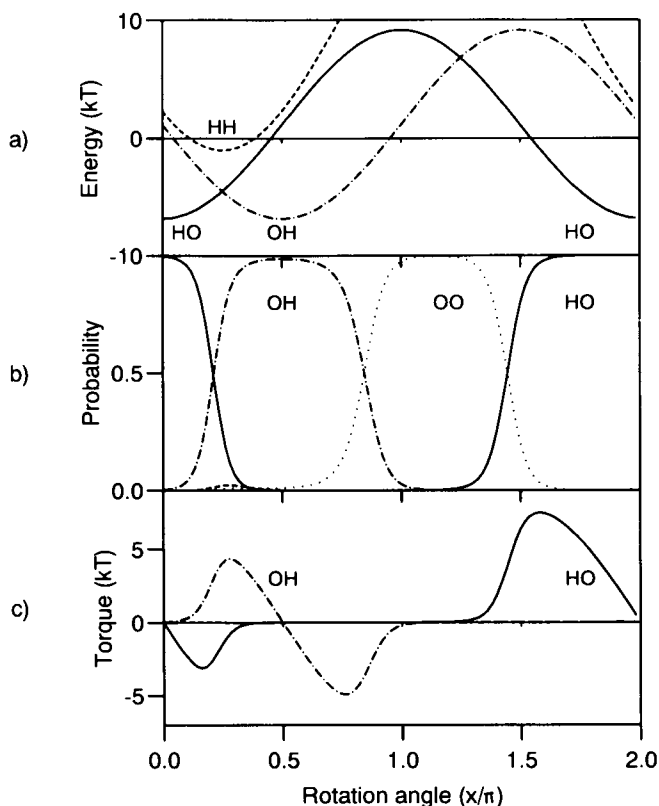 a)
Energy (kT)
10
0
-10
HH
HO
OH
HO
b)
Probability
0.5
0.0
OH
OO
HO
c)
Torque (kT)
5
0
-5
OH
HO
0.0 0.5 1.0 1.5 2.0
Rotation angle (x/π)